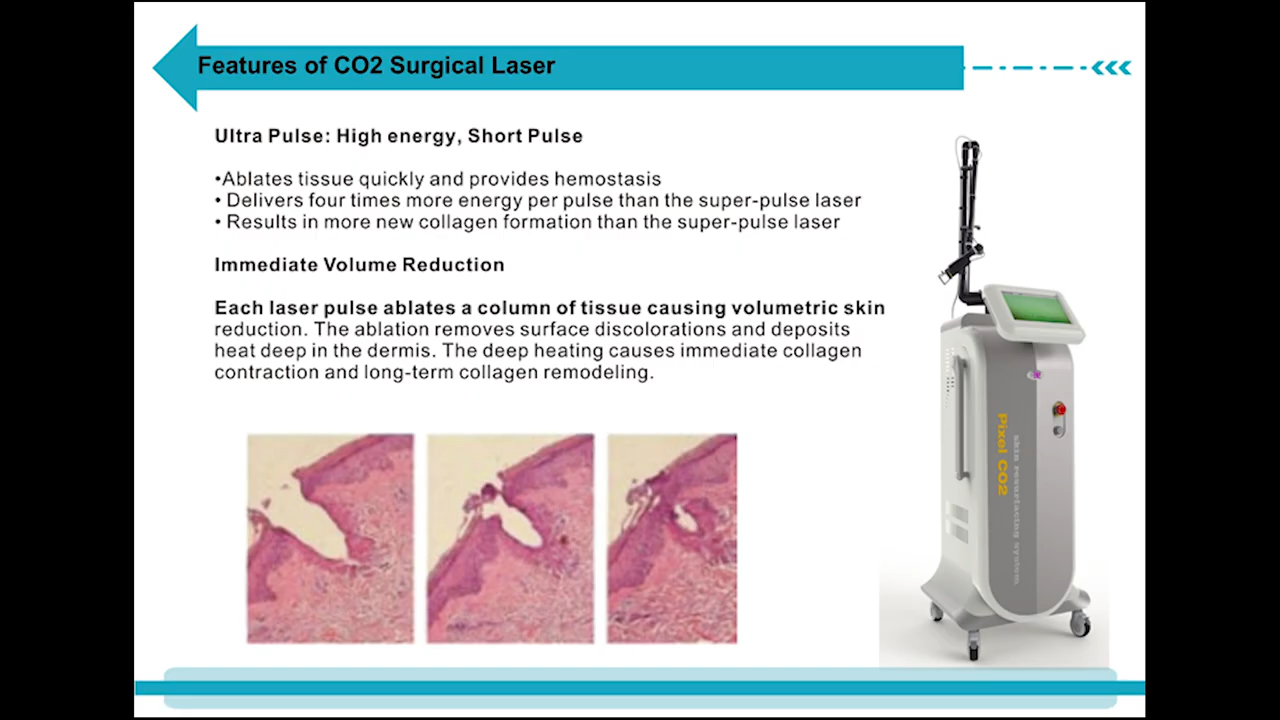 Features of CO2 Surgical Laser
Ultra Pulse: High energy, Short Pulse
•Ablates tissue quickly and provides hemostasis
• Delivers four times more energy per pulse than the super-pulse laser
• Results in more new collagen formation than the super-pulse laser
Immediate Volume Reduction
Each laser pulse ablates a column of tissue causing volumetric skin
reduction. The ablation removes surface discolorations and deposits
heat deep in the dermis. The deep heating causes immediate collagen
contraction and long-term collagen remodeling.
Pixel CO2
skin resurfacing system